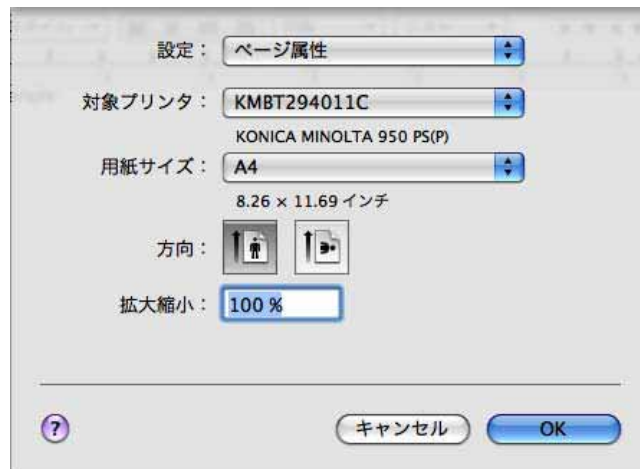 設定： ページ属性
対象プリンタ： KMBT294011C
KONICA MINOLTA 950 PS(P)
用紙サイズ： A4
8.26 × 11.69 インチ
方向：
拡大縮小： 100 %
? キャンセル OK